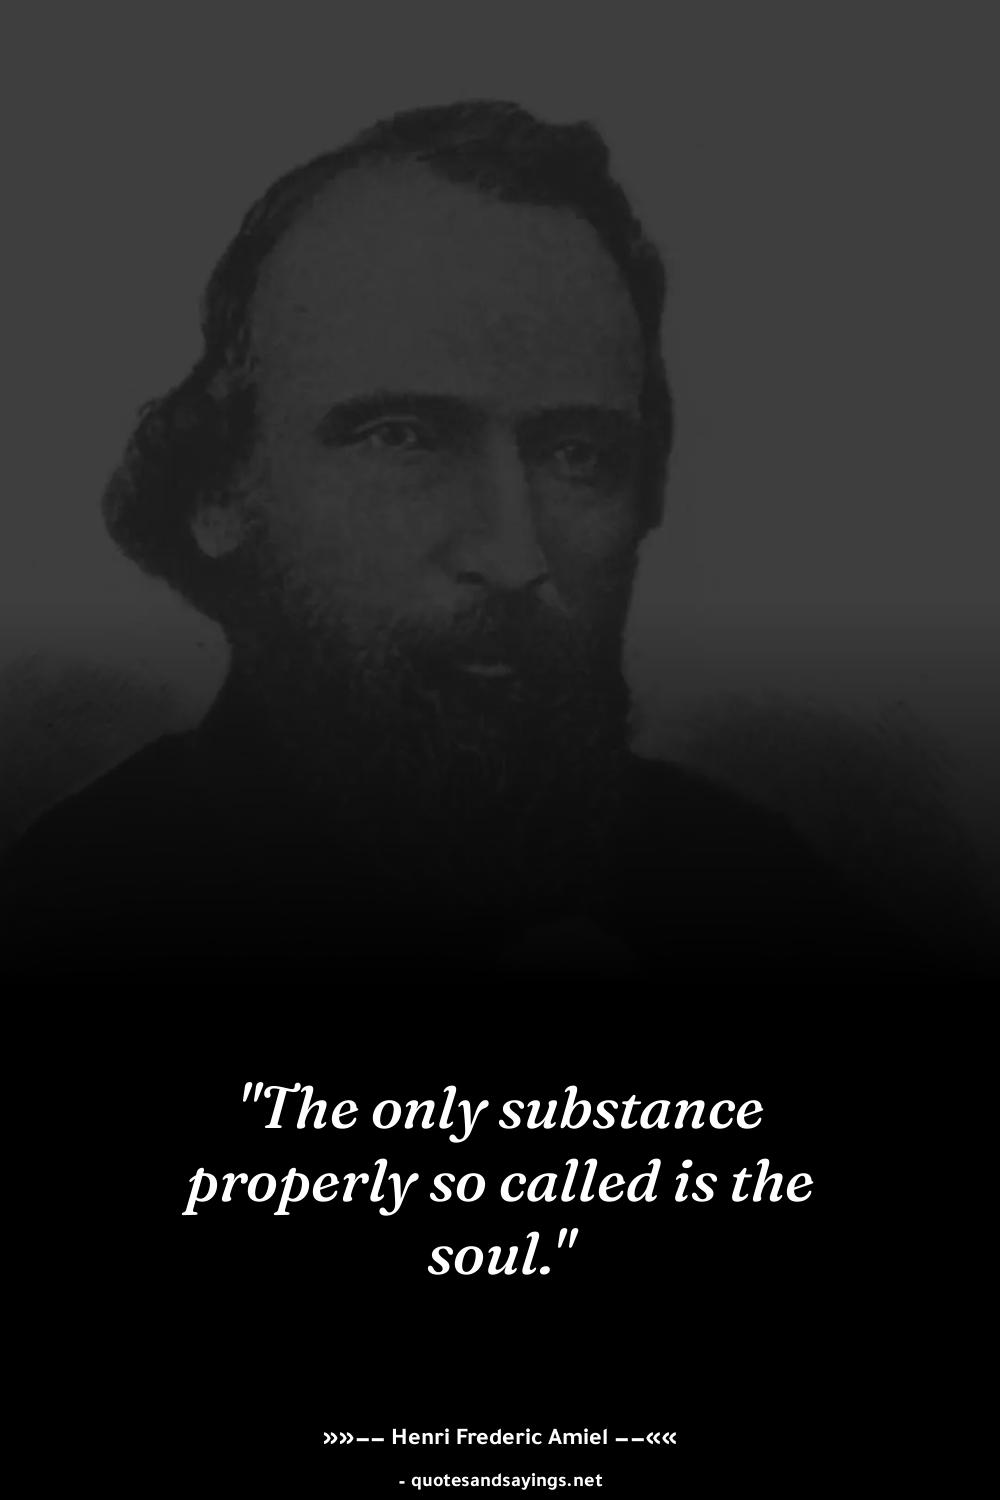 "The only substance
properly so called is the
soul."
»»−− Henri Frederic Amiel −−««
- quotesandsayings.net